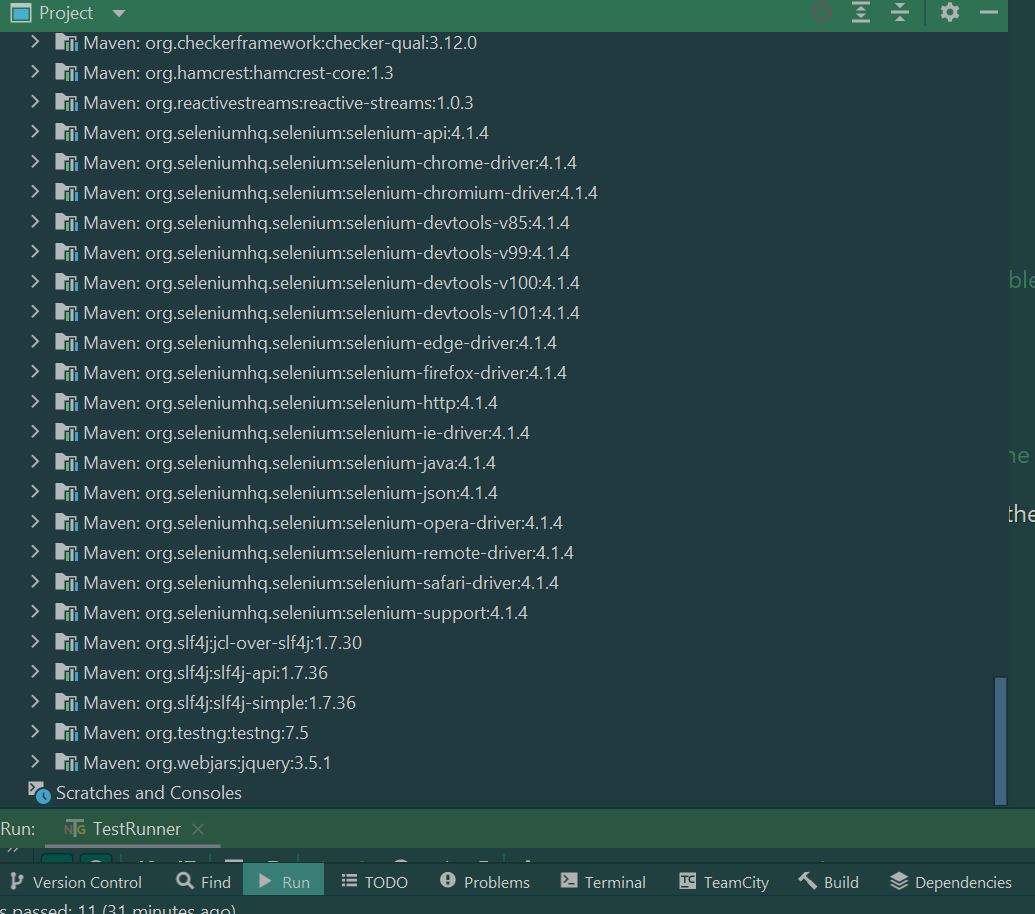 Project
Maven: org.checkerframework:checker-qual:3.12.0
Maven: org.hamcrest:hamcrest-core:1.3
Maven: org.reactivestreams:reactive-streams:1.0.3
Maven: org.seleniumhq.selenium:selenium-api:4.1.4
Maven: org.seleniumhq.selenium:selenium-chrome-driver:4.1.4
Maven: org.seleniumhq.selenium:selenium-chromium-driver:4.1.4
Maven: org.seleniumhq.selenium:selenium-devtools-v85:4.1.4
Maven: org.seleniumhq.selenium:selenium-devtools-v99:4.1.4
Maven: org.seleniumhq.selenium:selenium-devtools-v100:4.1.4
Maven: org.seleniumhq.selenium:selenium-devtools-v101:4.1.4
Maven: org.seleniumhq.selenium:selenium-edge-driver:4.1.4
Maven: org.seleniumhq.selenium:selenium-firefox-driver:4.1.4
Maven: org.seleniumhq.selenium:selenium-http:4.1.4
Maven: org.seleniumhq.selenium:selenium-ie-driver:4.1.4
Maven: org.seleniumhq.selenium:selenium-java:4.1.4
Maven: org.seleniumhq.selenium:selenium-json:4.1.4
Maven: org.seleniumhq.selenium:selenium-opera-driver:4.1.4
Maven: org.seleniumhq.selenium:selenium-remote-driver:4.1.4
Maven: org.seleniumhq.selenium:selenium-safari-driver:4.1.4
Maven: org.seleniumhq.selenium:selenium-support:4.1.4
Maven: org.slf4j:jcl-over-slf4j:1.7.30
Maven: org.slf4j:slf4j-api:1.7.36
Maven: org.slf4j:slf4j-simple:1.7.36
Maven: org.testng:testng:7.5
Maven: org.webjars:jquery:3.5.1
Scratches and Consoles
the
Run: TestRunner
Version Control Find Run TODO Problems Terminal TeamCity Build Dependencies
passed: 11 (31 minutes ago)